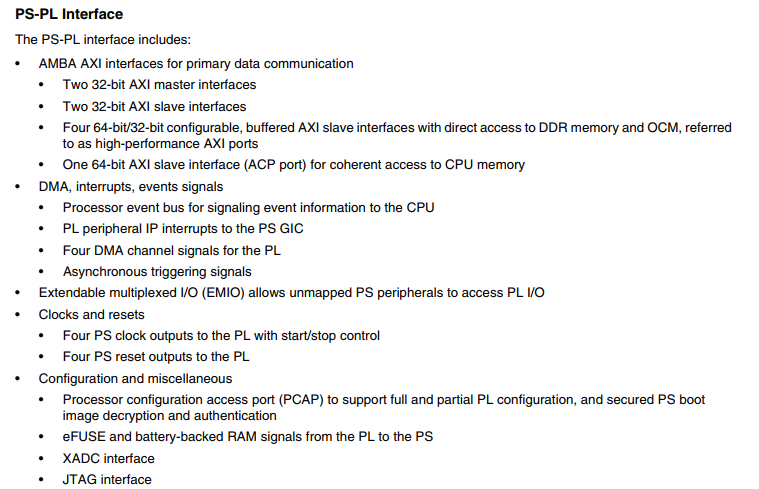 PS-PL Interface
The PS-PL interface includes:
• AMBA AXI interfaces for primary data communication
• Two 32-bit AXI master interfaces
• Two 32-bit AXI slave interfaces
• Four 64-bit/32-bit configurable, buffered AXI slave interfaces with direct access to DDR memory and OCM, referred
to as high-performance AXI ports
• One 64-bit AXI slave interface (ACP port) for coherent access to CPU memory
• DMA, interrupts, events signals
• Processor event bus for signaling event information to the CPU
• PL peripheral IP interrupts to the PS GIC
• Four DMA channel signals for the PL
• Asynchronous triggering signals
• Extendable multiplexed I/O (EMIO) allows unmapped PS peripherals to access PL I/O
• Clocks and resets
• Four PS clock outputs to the PL with start/stop control
• Four PS reset outputs to the PL
• Configuration and miscellaneous
• Processor configuration access port (PCAP) to support full and partial PL configuration, and secured PS boot
image decryption and authentication
• eFUSE and battery-backed RAM signals from the PL to the PS
• XADC interface
• JTAG interface